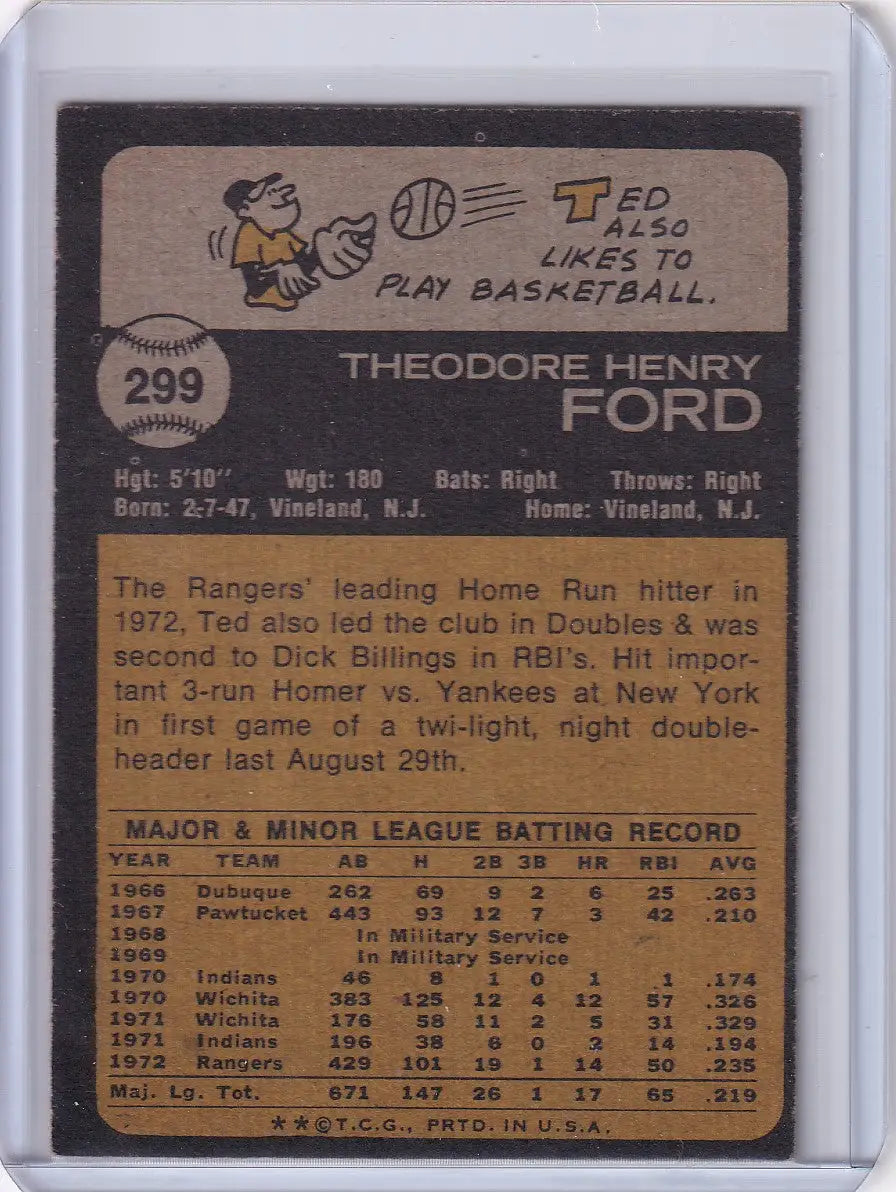 TED
ALSO
LIKES TO
PLAY BASKETBALL.
299
THEODORE HENRY
FORD
Hgt: 5'10" Wgt: 180 Bats: Right Throws: Right
Born: 2-7-47, Vineland, N.J. Home: Vineland, N.J.
The Rangers' leading Home Run hitter in
1972, Ted also led the club in Doubles & was
second to Dick Billings in RBI's. Hit impor-
tant 3-run Homer vs. Yankees at New York
in first game of a twi-light, night double-
header last August 29th.
MAJOR & MINOR LEAGUE BATTING RECORD
YEAR TEAM AB H 2B 3B HR RBI AVG
1966 Dubuque 262 69 9 2 6 25 .263
1967 Pawtucket 443 93 12 7 3 42 .210
1968 In Military Service
1969 In Military Service
1970 Indians 46 8 1 0 1 1 .174
1970 Wichita 383 125 12 4 12 57 .326
1971 Wichita 176 58 11 2 5 31 .329
1971 Indians 196 38 6 0 2 14 .194
1972 Rangers 429 101 19 1 14 50 .235
Maj. Lg. Tot. 671 147 26 1 17 65 .219
**©T.C.G., PRTD. IN U.S.A.